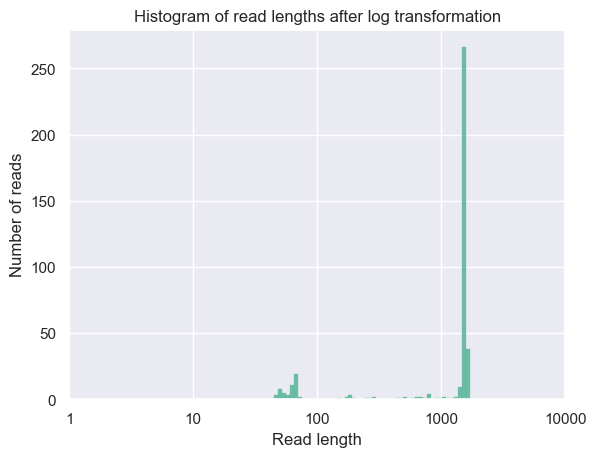 Histogram of read lengths after log transformation
250
200
150
100
50
0
Number of reads
1 10 100 1000 10000
Read length